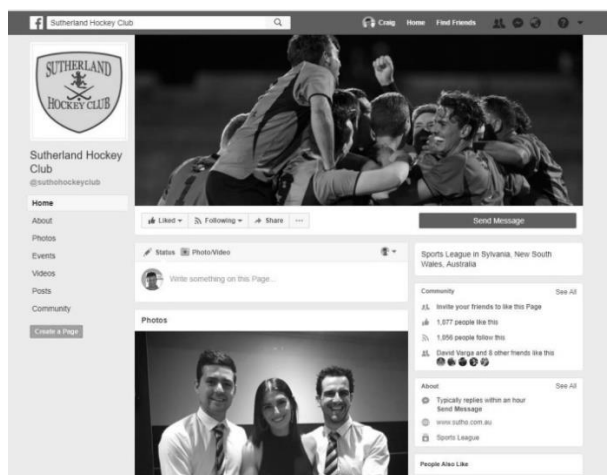 Sutherland Hockey Club
Craig Home Find Friends
SUTHERLAND
HOCKEY CLUB
Sutherland Hockey
Club
@suthohockeyclub
Home
About
Photos
Events
Videos
Posts
Community
Create a Page
Liked Following Share
Send Message
Status Photo/Video
Write something on this Page...
Photos
Sports League in Sylvania, New South
Wales, Australia
Community See All
Invite your friends to like this Page
1,877 people like this
1,856 people follow this
David Varga and 8 other friends like this
About See All
Typically replies within an hour
Send Message
www.suths.com.au
Sports League
People Also Like